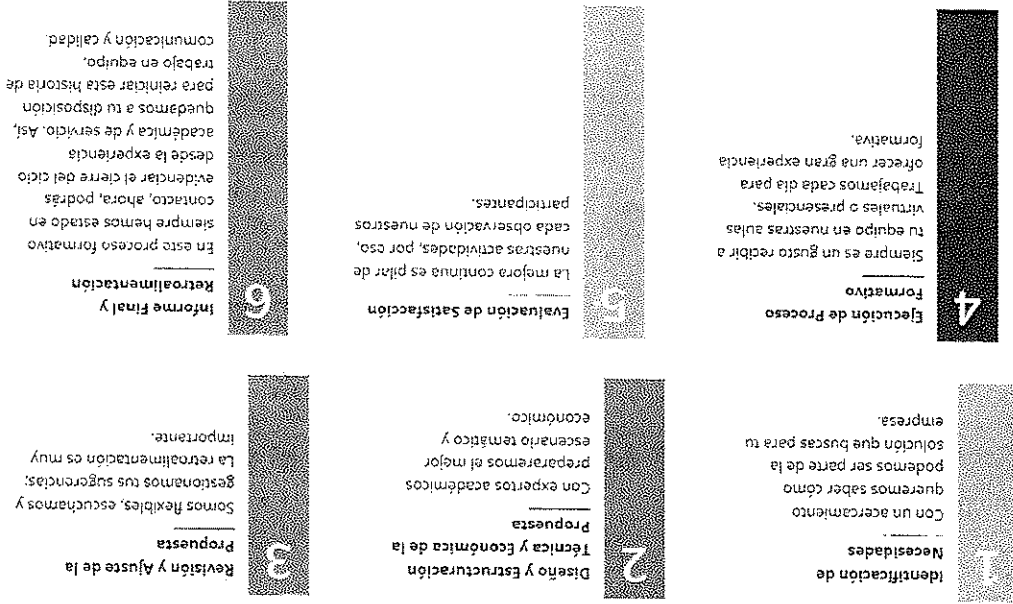 1
Identificación de
Necesidades
Con un acercamiento
queremos saber cómo
podemos ser parte de la
solución que buscas para tu
empresa.
2
Diseño y Estructuración
Técnica y Económica de la
Propuesta
Con expertos académicos
prepararemos el mejor
escenario temático y
económico.
3
Revisión y Ajuste de la
Propuesta
Somos flexibles, escuchamos y
gestionamos tus sugerencias;
La retroalimentación es muy
importante.
4
Ejecución de Proceso
Formativo
Siempre es un gusto recibir a
tu equipo en nuestras aulas
virtuales o presenciales.
Trabajamos cada día para
ofrecer una gran experiencia
formativa.
5
Evaluación de Satisfacción
La mejora continua es pilar de
nuestras actividades, por eso,
cada observación de nuestros
participantes.
6
Informe Final y
Retroalimentación
En este proceso formativo
siempre hemos estado en
contacto, ahora, podrás
evidenciar el cierre del ciclo
desde la experiencia
académica y de servicio. Así,
quedamos a tu disposición
para reiniciar esta historia de
trabajo en equipo,
comunicación y calidad.